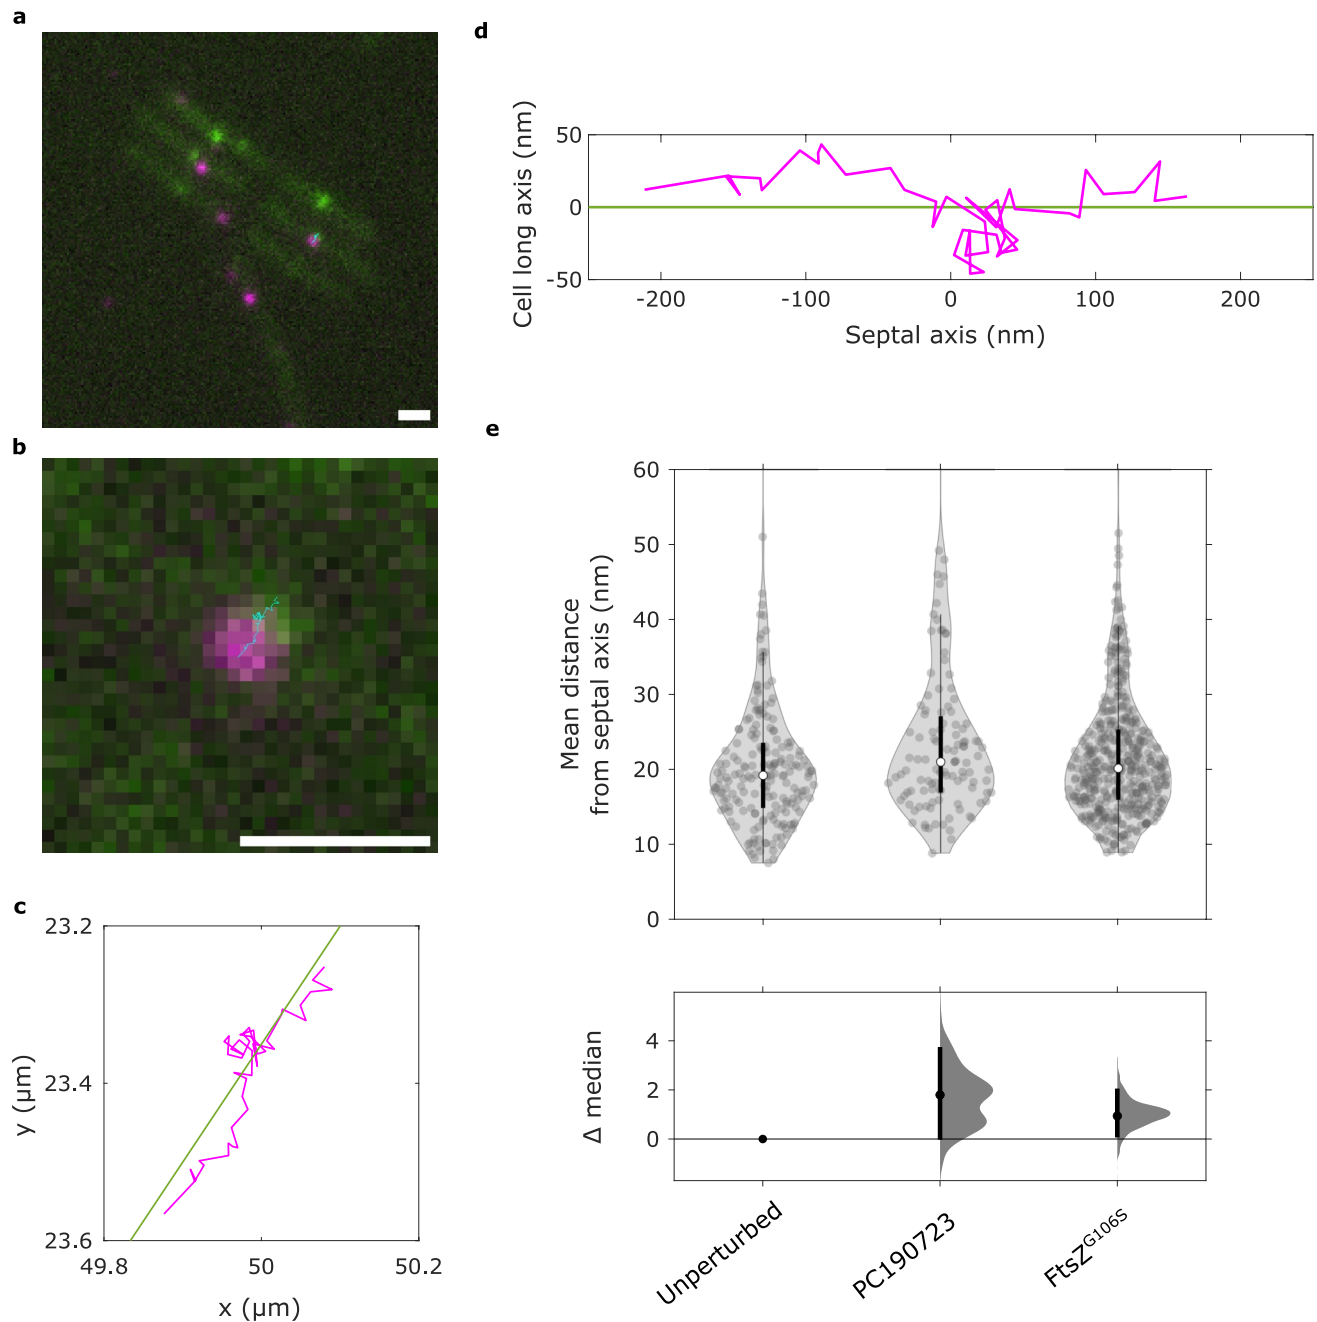 a
b
c
23.2
23.4
23.6
y (μm)
49.8 50 50.2
x (μm)
d
Cell long axis (nm)
50
0
-50
-200 -100 0 100 200
Septal axis (nm)
e
Mean distance
from septal axis (nm)
60
50
40
30
20
10
0
Δ median
4
2
0
Unperturbed
PC190723
FtsZG106S